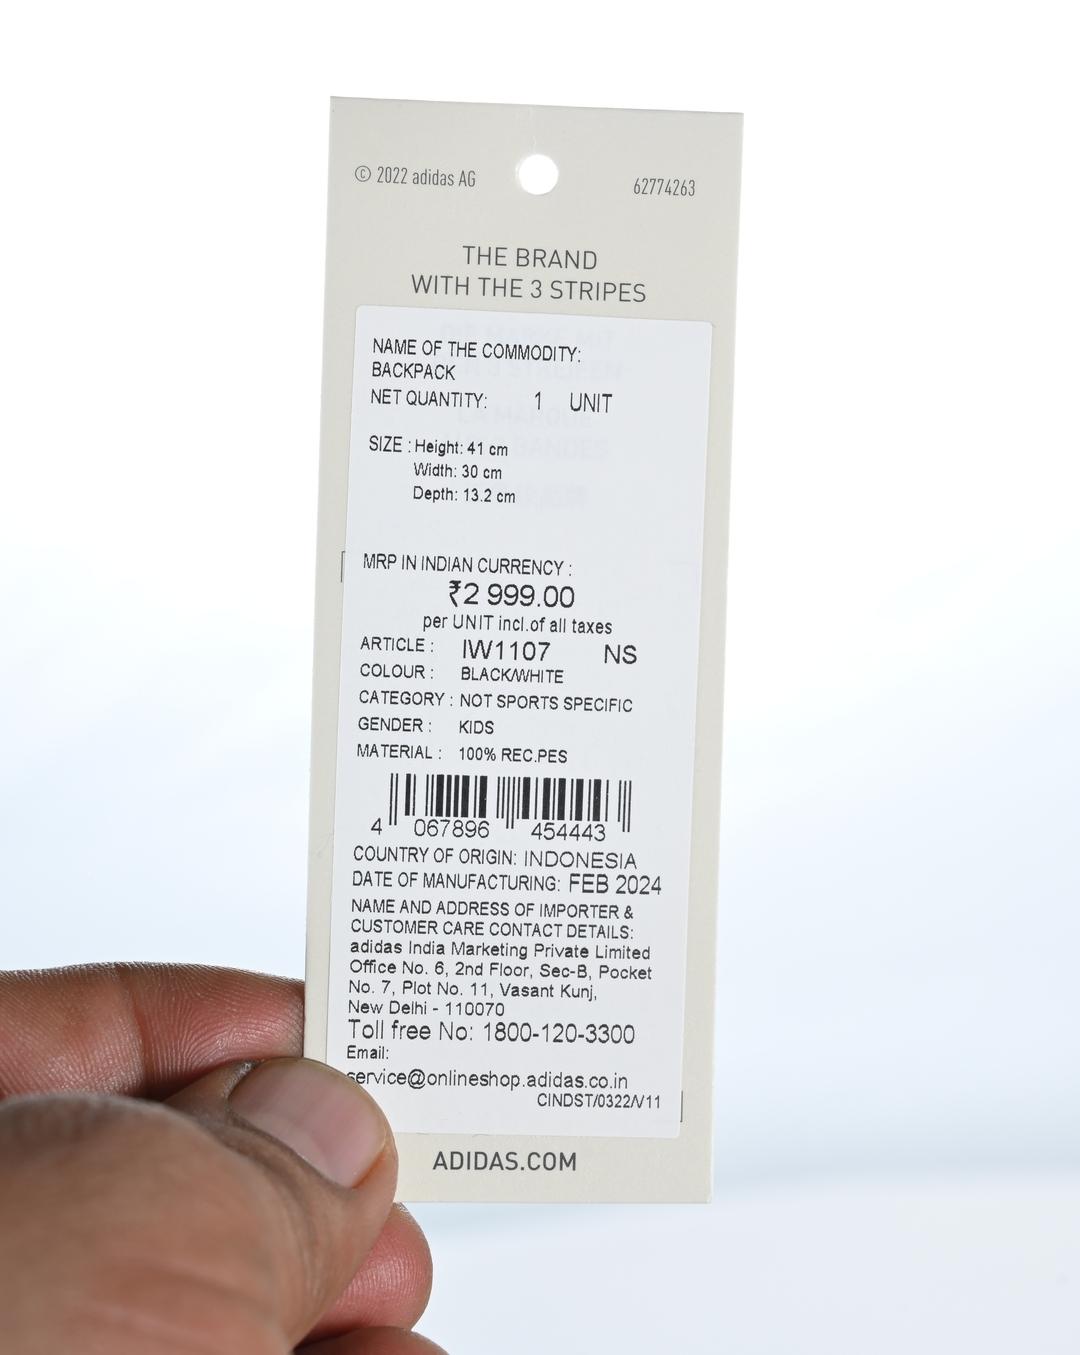 © 2022 adidas AG
62774263
THE BRAND
WITH THE 3 STRIPES
NAME OF THE COMMODITY:
BACKPACK
NET QUANTITY: 1 UNIT
SIZE : Height: 41 cm
Width: 30 cm
Depth: 13.2 cm
MRP IN INDIAN CURRENCY :
₹2 999.00
per UNIT incl.of all taxes
ARTICLE : IW1107 NS
COLOUR : BLACK/WHITE
CATEGORY : NOT SPORTS SPECIFIC
GENDER : KIDS
MATERIAL : 100% REC.PES
4 067896 454443
COUNTRY OF ORIGIN: INDONESIA
DATE OF MANUFACTURING: FEB 2024
NAME AND ADDRESS OF IMPORTER &
CUSTOMER CARE CONTACT DETAILS:
adidas India Marketing Private Limited
Office No. 6, 2nd Floor, Sec-B, Pocket
No. 7, Plot No. 11, Vasant Kunj,
New Delhi - 110070
Toll free No: 1800-120-3300
Email:
service@onlineshop.adidas.co.in
CINDST/0322/V11
ADIDAS.COM